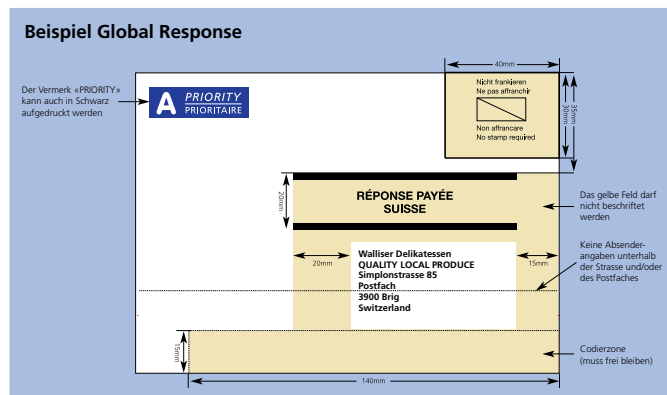 Beispiel Global Response
40mm
Der Vermerk «PRIORITY»
kann auch in Schwarz
aufgedruckt werden
A PRIORITY
PRIORITAIRE
Nicht frankieren
Ne pas affranchir
Non affrancare
No stamp required
30mm
35mm
20mm
RÉPONSE PAYÉE
SUISSE
Das gelbe Feld darf
nicht beschriftet
werden
Keine Absender-
angaben unterhalb
der Strasse und/oder
des Postfaches
20mm
Walliser Delikatessen
QUALITY LOCAL PRODUCE
Simplonstrasse 85
Postfach
3900 Brig
Switzerland
15mm
15mm
Codierzone
(muss frei bleiben)
140mm